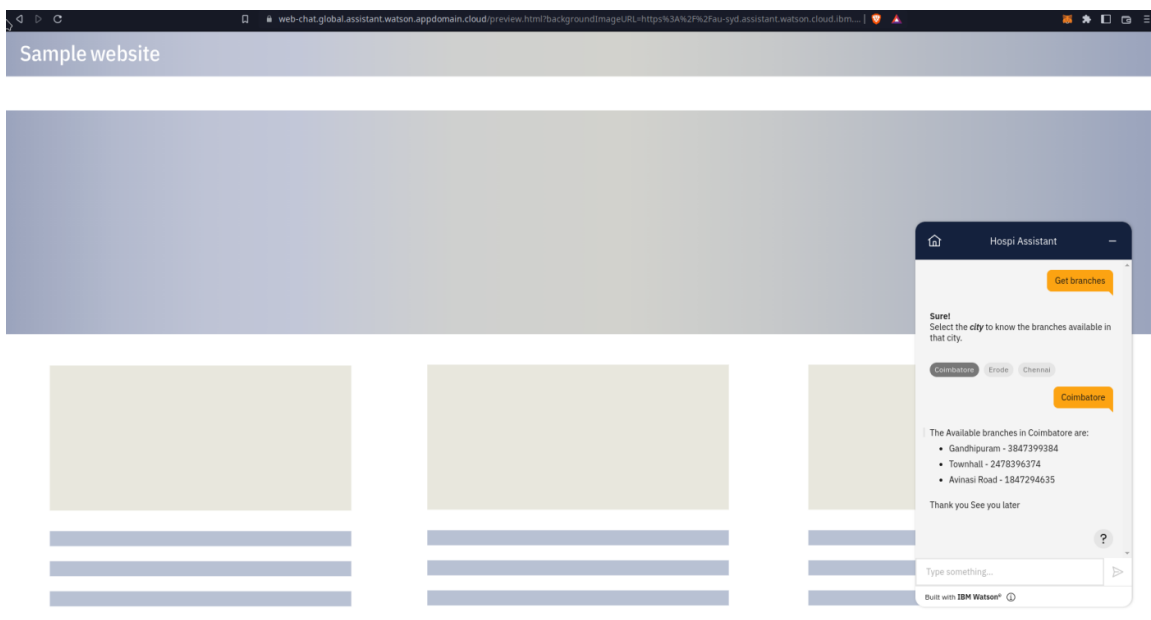 web-chat.global.assistant.watson.appdomain.cloud/preview.html?backgroundImageURL=https%3A%2F%2Fau-syd.assistant.watson.cloud.ibm....
Sample website
Hospi Assistant
Get branches
Sure!
Select the city to know the branches available in
that city.
Coimbatore Erode Chennai
Coimbatore
The Available branches in Coimbatore are:
• Gandhipuram - 3847399384
• Townhall - 2478396374
• Avinasi Road - 1847294635
Thank you See you later
?
Type something...
Built with IBM Watson®